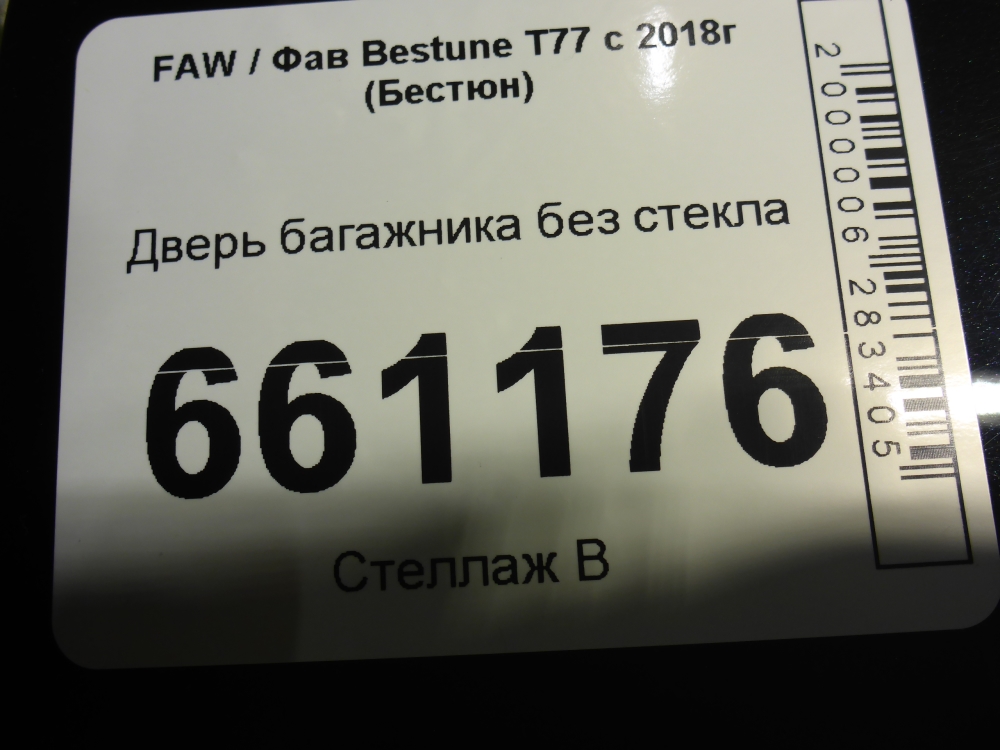 FAW / Фав Bestune T77 с 2018г
(Бестюн)
Дверь багажника без стекла
661176
Стеллаж В
2000006283405